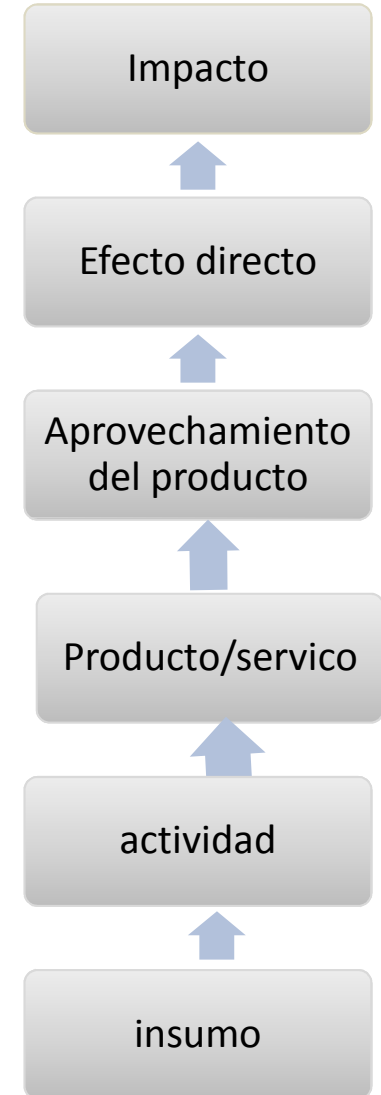 Impacto
Efecto directo
Aprovechamiento
del producto
Producto/servico
actividad
insumo